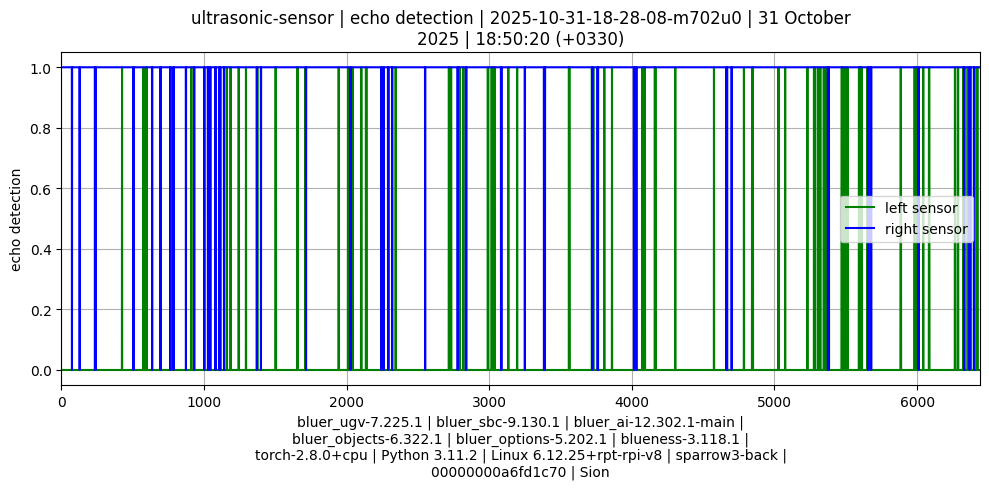 ultrasonic-sensor | echo detection | 2025-10-31-18-28-08-m702u0 | 31 October
2025 | 18:50:20 (+0330)
echo detection
1.0
0.8
0.6
0.4
0.2
0.0
left sensor
right sensor
0 1000 2000 3000 4000 5000 6000
bluer_ugv-7.225.1 | bluer_sbc-9.130.1 | bluer_ai-12.302.1-main |
bluer_objects-6.322.1 | bluer_options-5.202.1 | blueness-3.118.1 |
torch-2.8.0+cpu | Python 3.11.2 | Linux 6.12.25+rpt-rpi-v8 | sparrow3-back |
00000000a6fd1c70 | Sion